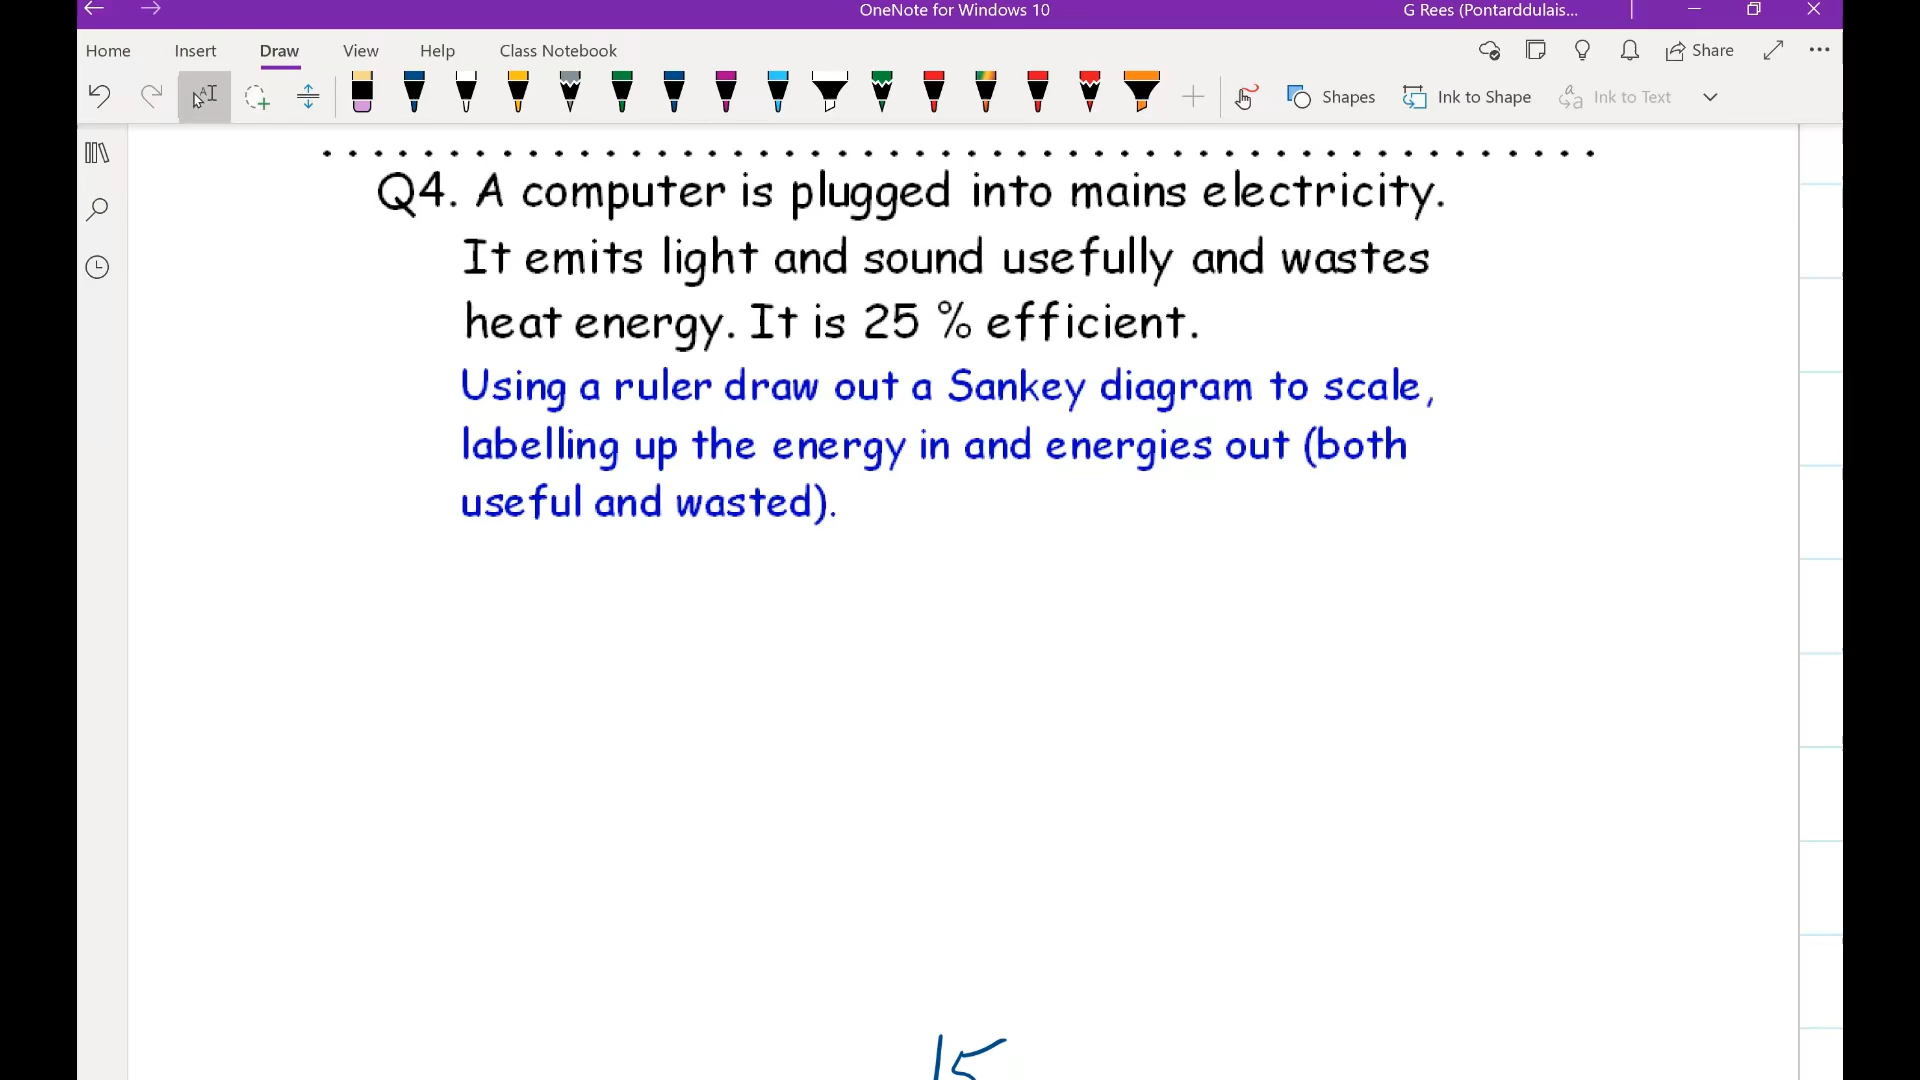 OneNote for Windows 10
G Rees (Pontarddulais...
Home Insert Draw View Help Class Notebook
Share
Shapes Ink to Shape Ink to Text
Q4. A computer is plugged into mains electricity.
It emits light and sound usefully and wastes
heat energy. It is 25 % efficient.
Using a ruler draw out a Sankey diagram to scale,
labelling up the energy in and energies out (both
useful and wasted).